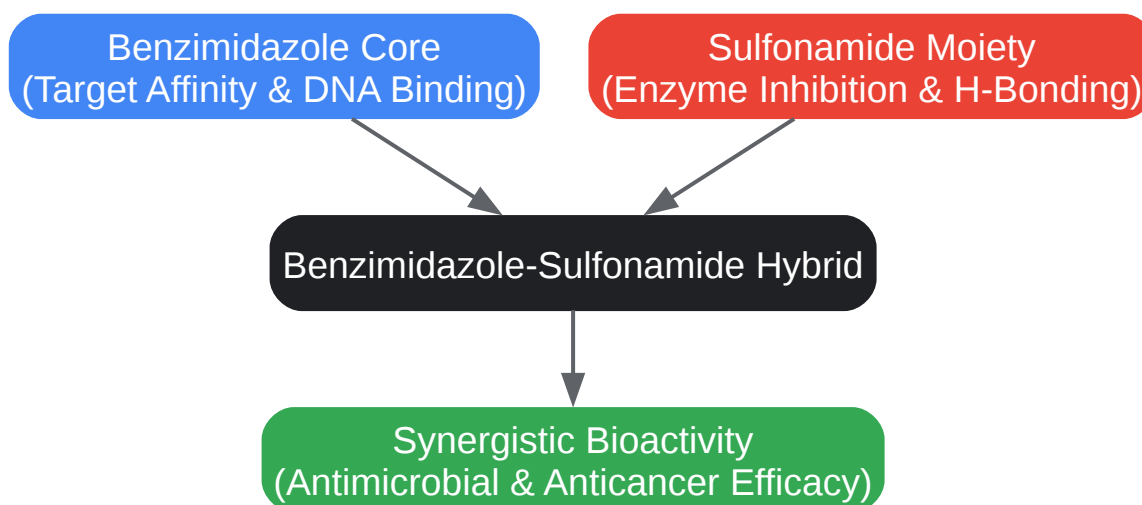 Benzimidazole Core
(Target Affinity & DNA Binding)
Sulfonamide Moiety
(Enzyme Inhibition & H-Bonding)
Benzimidazole-Sulfonamide Hybrid
Synergistic Bioactivity
(Antimicrobial & Anticancer Efficacy)